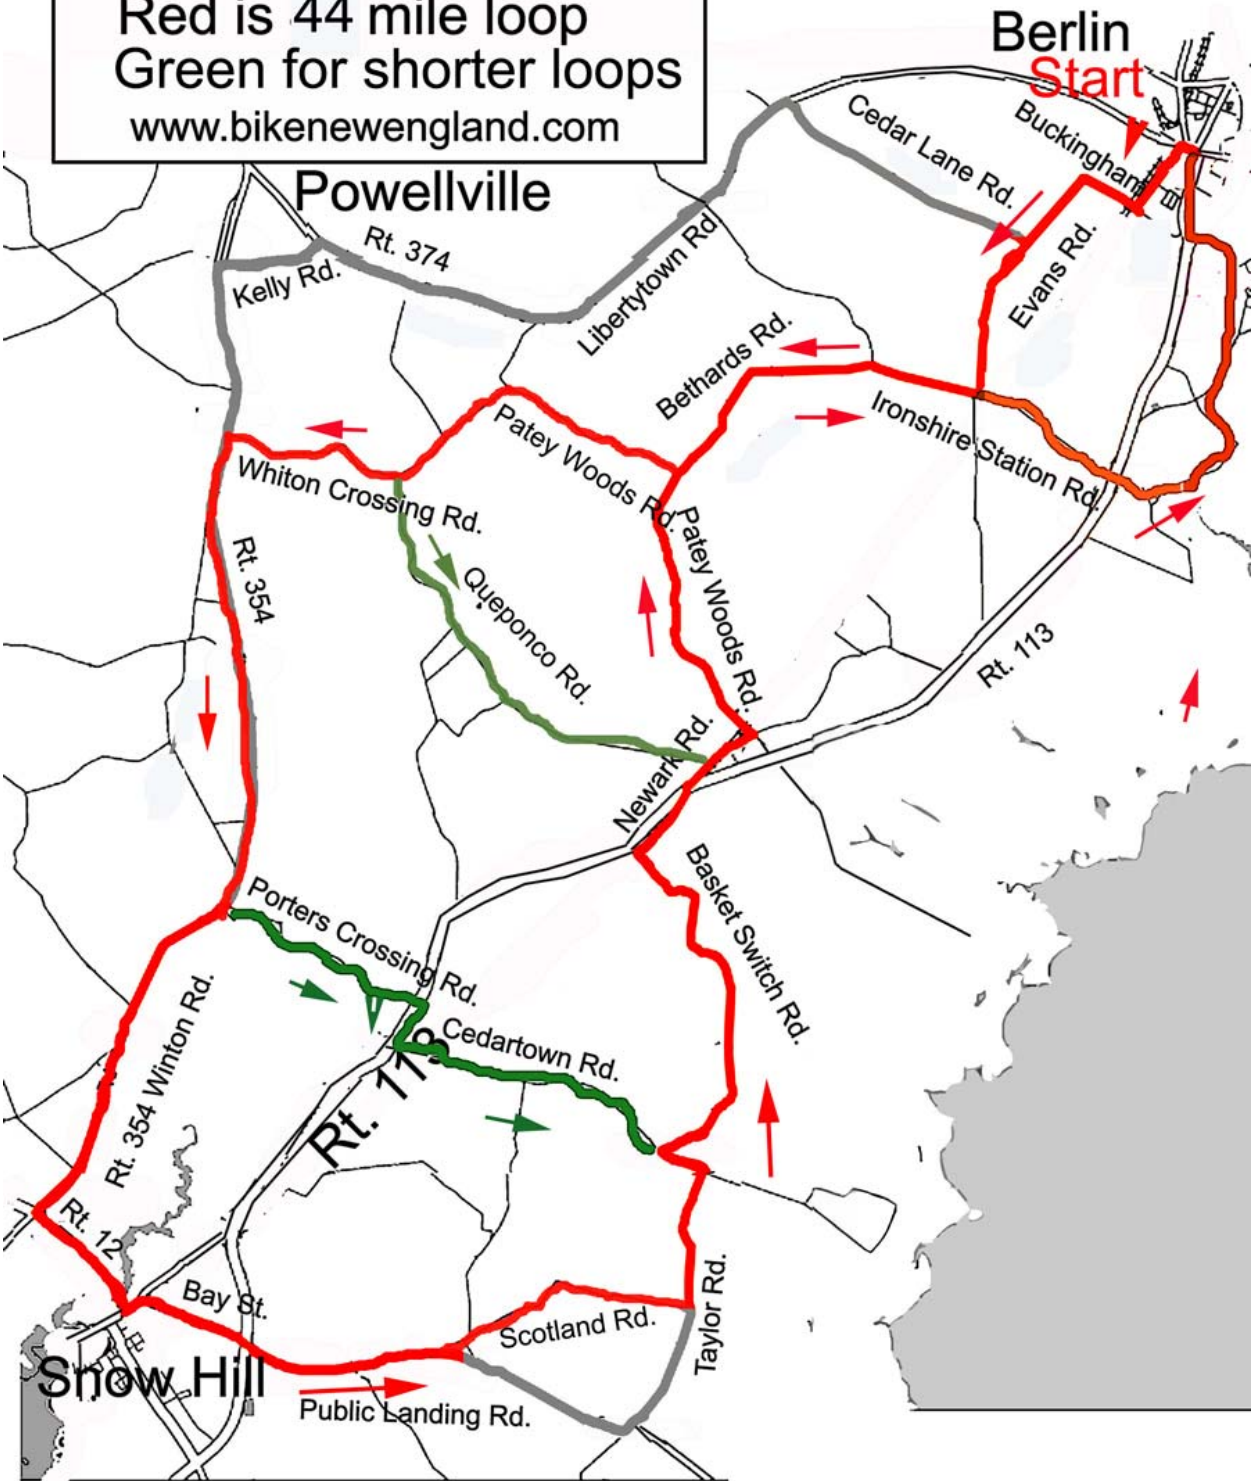 Red is 44 mile loop
Green for shorter loops
www.bikenewengland.com
Berlin
Start
Buckingham
Cedar Lane Rd.
Powellville
Rt. 374
Kelly Rd.
Libertytown Rd
Evans Rd.
Bethards Rd.
Ironshire Station Rd.
Patey Woods Rd.
Whiton Crossing Rd.
Patey Woods Rd.
Rt. 354
Queponco Rd.
Rt. 113
Newark Rd.
Basket Switch Rd.
Porters Crossing Rd.
Cedartown Rd.
Rt. 113
Rt. 354 Winton Rd.
Rt. 12
Bay St.
Scotland Rd.
Taylor Rd.
Snow Hill
Public Landing Rd.